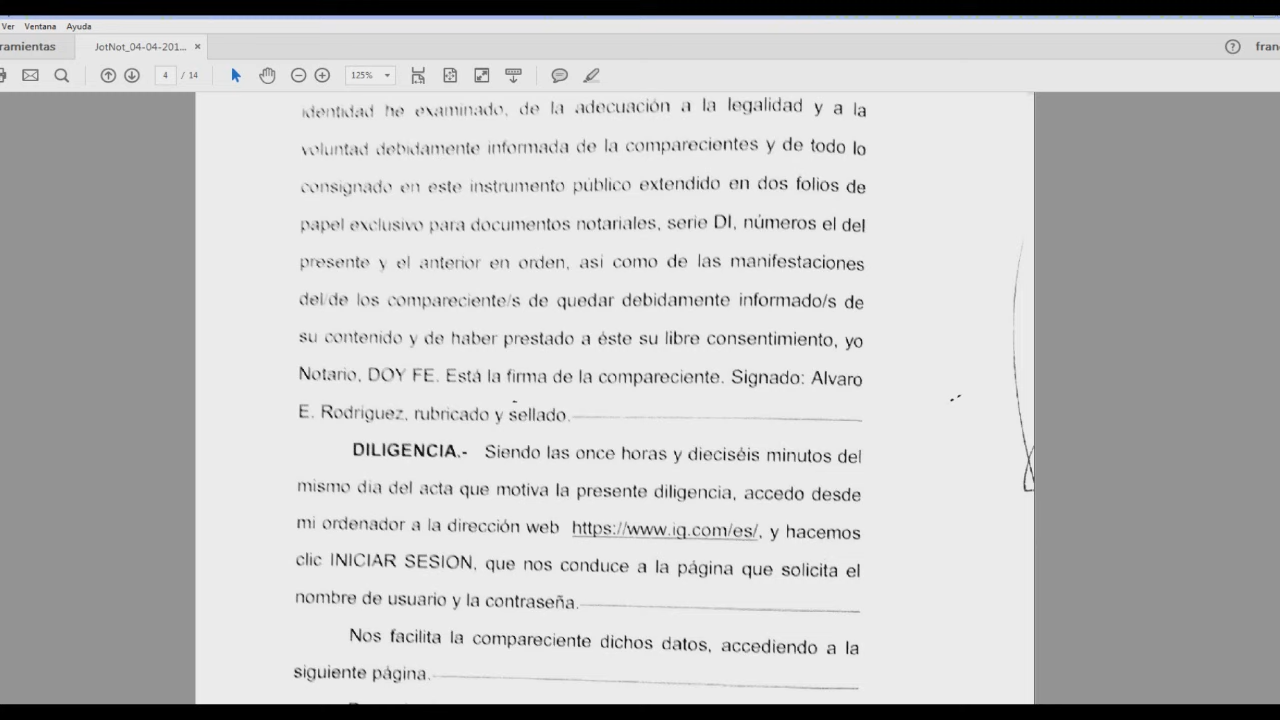 Ver Ventana Ayuda
ramientas JotNot_04-04-201... × fran
4 / 14 125%
identidad he examinado, de la adecuación a la legalidad y a la
voluntad debidamente informada de la comparecientes y de todo lo
consignado en este instrumento público extendido en dos folios de
papel exclusivo para documentos notariales, serie DI, números el del
presente y el anterior en orden, así como de las manifestaciones
del/de los compareciente/s de quedar debidamente informado/s de
su contenido y de haber prestado a éste su libre consentimiento, yo
Notario, DOY FE. Está la firma de la compareciente. Signado: Alvaro
E. Rodriguez, rubricado y sellado.
DILIGENCIA.- Siendo las once horas y dieciséis minutos del
mismo dia del acta que motiva la presente diligencia, accedo desde
mi ordenador a la dirección web https://www.ig.com/es/, y hacemos
clic INICIAR SESION, que nos conduce a la página que solicita el
nombre de usuario y la contraseña.
Nos facilita la compareciente dichos datos, accediendo a la
siguiente página.